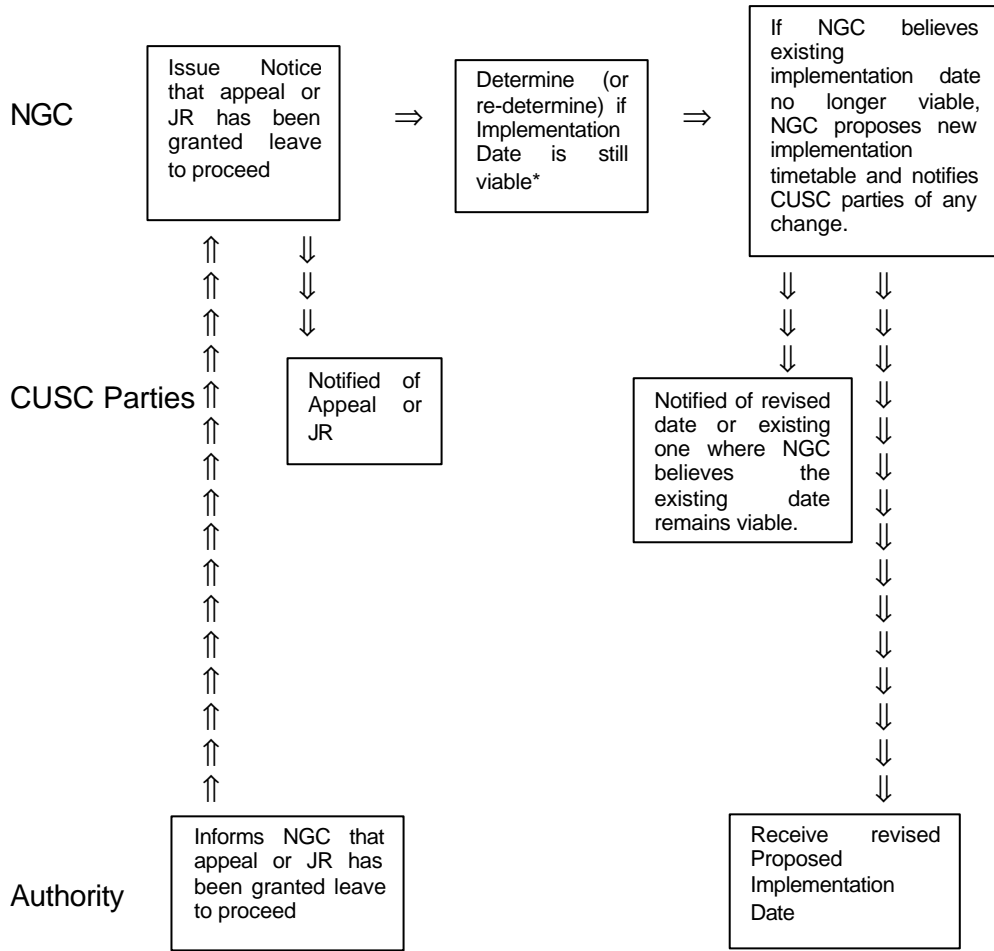 NGC
Issue Notice
that appeal or
JR has been
granted leave
to proceed
⇒
Determine (or
re-determine) if
Implementation
Date is still
viable*
⇒
If NGC believes
existing
implementation date
no longer viable,
NGC proposes new
implementation
timetable and notifies
CUSC parties of any
change.
CUSC Parties
Notified of
Appeal or
JR
Notified of revised
date or existing
one where NGC
believes the
existing date
remains viable.
Authority
Informs NGC that
appeal or JR has
been granted leave
to proceed
Receive revised
Proposed
Implementation
Date